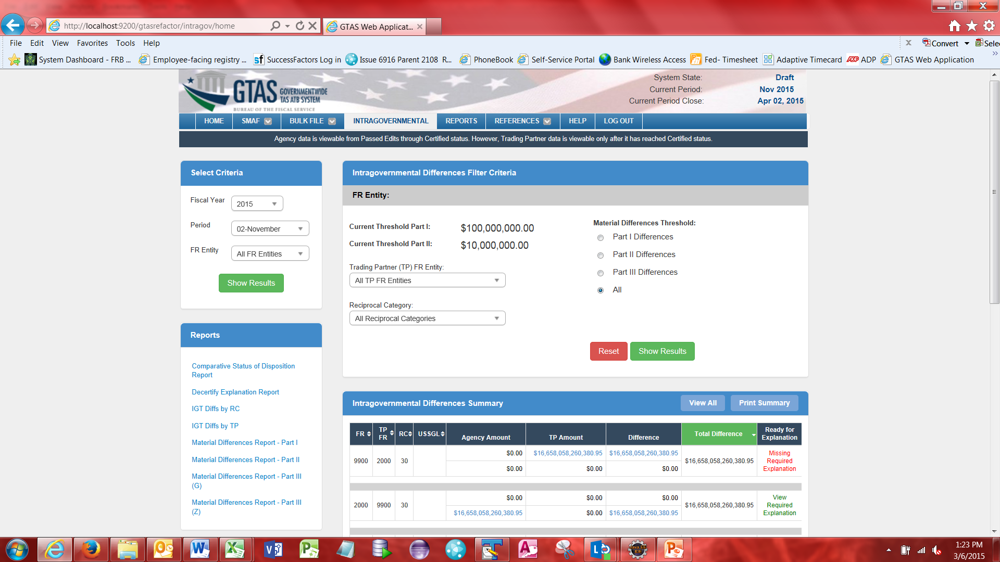 http://localhost:9200/gtasrefactor/intragov/home
GTAS Web Applicat...
File Edit View Favorites Tools Help
Convert
Sele
System Dashboard - FRB ...
Employee-facing registry ...
SuccessFactors Log in
Issue 6916 Parent 2108 R...
PhoneBook
Self-Service Portal
Bank Wireless Access
Fed- Timesheet
Adaptive Timecard
ADP
GTAS Web Application
GTAS GOVERNMENTWIDE
TAS ATB SYSTEM
BUREAU OF THE FISCAL SERVICE
System State: Draft
Current Period: Nov 2015
Current Period Close: Apr 02, 2015
HOME SMAF BULK FILE INTRAGOVERNMENTAL REPORTS REFERENCES HELP LOG OUT
Agency data is viewable from Passed Edits through Certified status. However, Trading Partner data is viewable only after it has reached Certified status.
Select Criteria
Fiscal Year 2015
Period 02-November
FR Entity All FR Entities
Show Results
Reports
Comparative Status of Disposition
Report
Decertify Explanation Report
IGT Diffs by RC
IGT Diffs by TP
Material Differences Report - Part I
Material Differences Report - Part II
Material Differences Report - Part III
(G)
Material Differences Report - Part III
(Z)
Intragovernmental Differences Filter Criteria
FR Entity:
Current Threshold Part I: $100,000,000.00
Current Threshold Part II: $10,000,000.00
Trading Partner (TP) FR Entity:
All TP FR Entities
Reciprocal Category:
All Reciprocal Categories
Material Differences Threshold:
Part I Differences
Part II Differences
Part III Differences
All
Reset Show Results
Intragovernmental Differences Summary
View All Print Summary
FR TP FR RC USSGL Agency Amount TP Amount Difference Total Difference Ready for Explanation
9900 2000 30 $0.00 $16,658,058,260,380.95 $16,658,058,260,380.95 $16,658,058,260,380.95 Missing Required Explanation
$0.00 $0.00 $0.00
2000 9900 30 $0.00 $0.00 $0.00 $16,658,058,260,380.95 View Required Explanation
$16,658,058,260,380.95 $0.00 $16,658,058,260,380.95
1:23 PM
3/6/2015